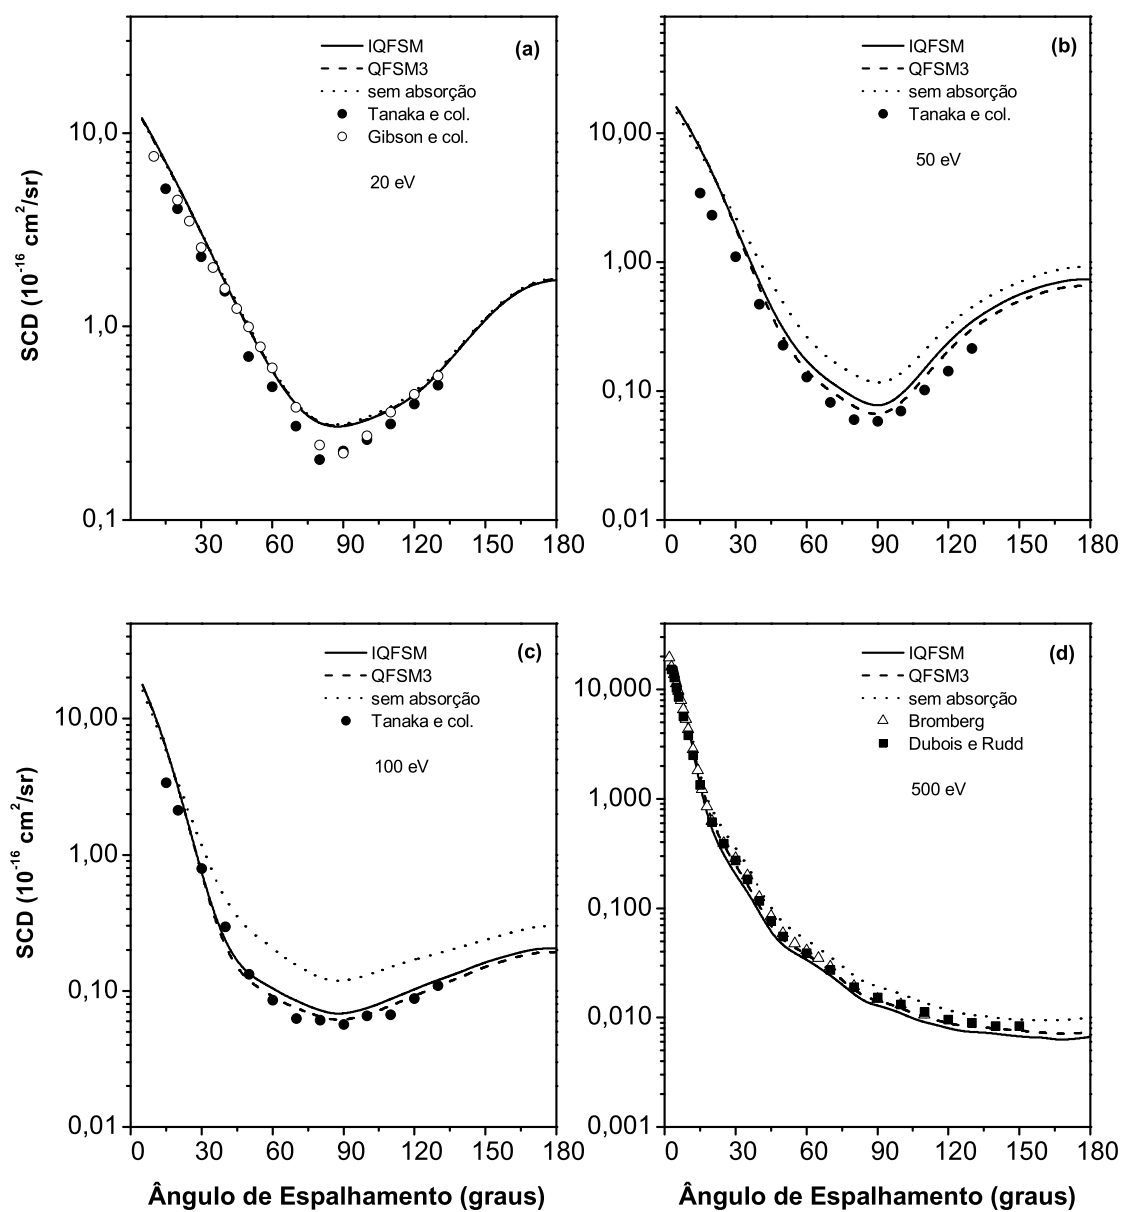 (a)
IQFSM
QFSM3
sem absorção
Tanaka e col.
Gibson e col.
20 eV
10,0
1,0
0,1
SCD (10⁻¹⁶ cm²/sr)
30 60 90 120 150 180
(b)
IQFSM
QFSM3
sem absorção
Tanaka e col.
50 eV
10,00
1,00
0,10
0,01
0 30 60 90 120 150 180
(c)
IQFSM
QFSM3
sem absorção
Tanaka e col.
100 eV
10,00
1,00
0,10
0,01
SCD (10⁻¹⁶ cm²/sr)
0 30 60 90 120 150 180
Ângulo de Espalhamento (graus)
(d)
IQFSM
QFSM3
sem absorção
Bromberg
Dubois e Rudd
500 eV
10,000
1,000
0,100
0,010
0,001
0 30 60 90 120 150 180
Ângulo de Espalhamento (graus)